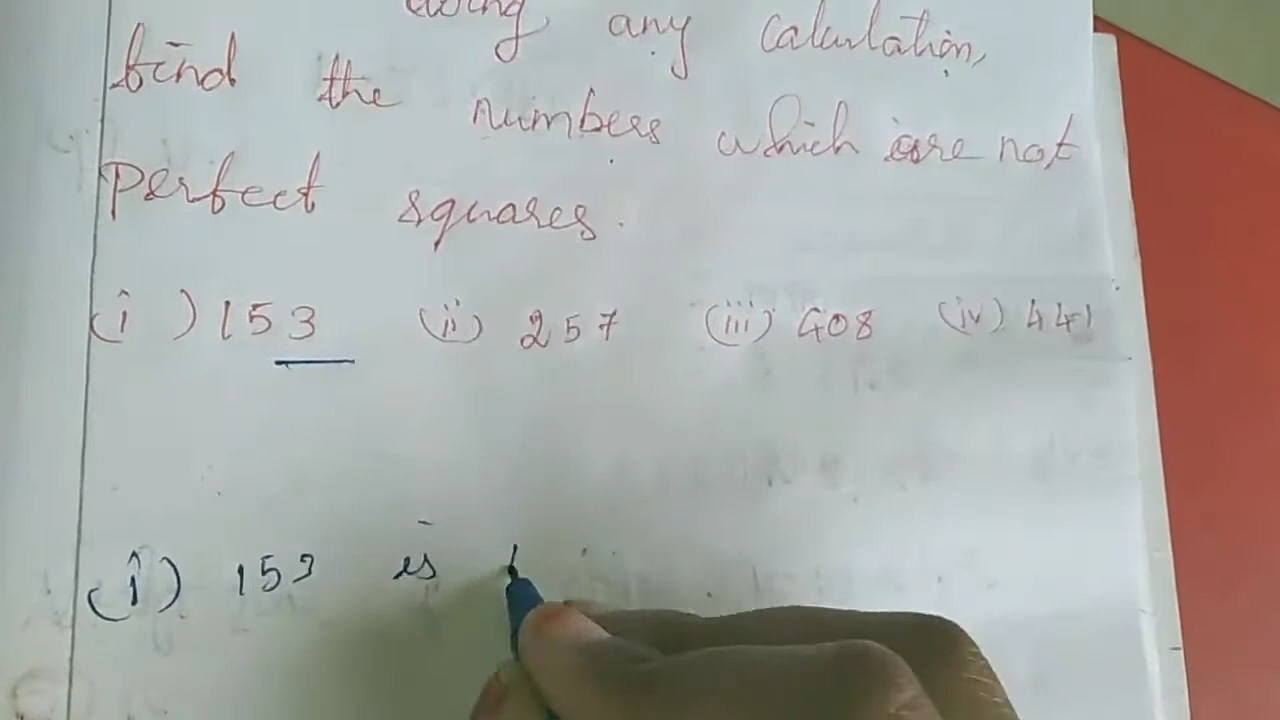 doing any calculation,
find the numbers which are not
perfect squares.
(i) 153 (ii) 257 (iii) 408 (iv) 441
(i) 153 is